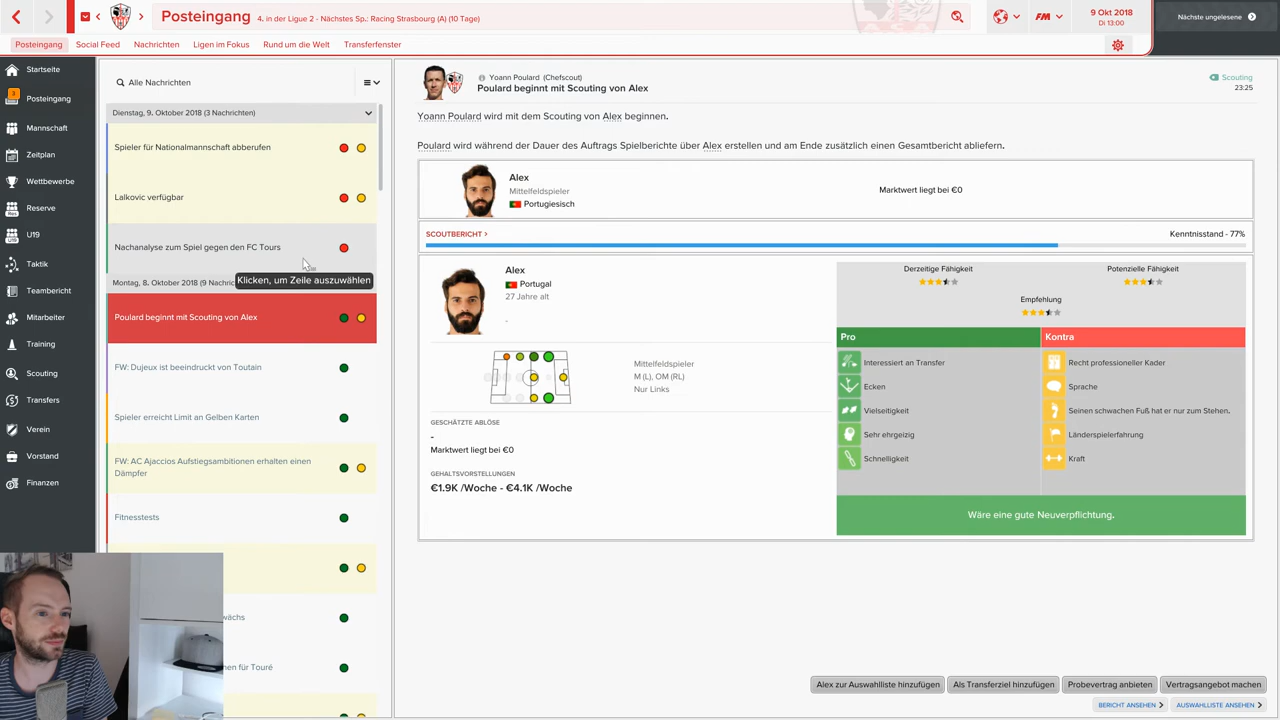 Posteingang
4. in der Ligue 2 - Nächstes Sp.: Racing Strasbourg (A) (10 Tage)
FM
9 Okt 2018
Di 13:00
Nächste ungelesene
Posteingang
Social Feed
Nachrichten
Ligen im Fokus
Rund um die Welt
Transferfenster
Startseite
3
Posteingang
Mannschaft
Zeitplan
Wettbewerbe
Res
Reserve
U19
U19
Taktik
Teambericht
Mitarbeiter
Training
Scouting
Transfers
Verein
Vorstand
Finanzen
Alle Nachrichten
Dienstag, 9. Oktober 2018 (3 Nachrichten)
Spieler für Nationalmannschaft abberufen
Lalkovic verfügbar
Nachanalyse zum Spiel gegen den FC Tours
Klicken, um Zeile auszuwählen
Montag, 8. Oktober 2018 (9 Nachric
Poulard beginnt mit Scouting von Alex
FW: Dujeux ist beeindruckt von Toutain
Spieler erreicht Limit an Gelben Karten
FW: AC Ajaccios Aufstiegsambitionen erhalten einen
Dämpfer
Fitnesstests
wächs
nen für Touré
Yoann Poulard (Chefscout)
Poulard beginnt mit Scouting von Alex
Scouting
23:25
Yoann Poulard wird mit dem Scouting von Alex beginnen.
Poulard wird während der Dauer des Auftrags Spielberichte über Alex erstellen und am Ende zusätzlich einen Gesamtbericht abliefern.
Alex
Mittelfeldspieler
Portugiesisch
Marktwert liegt bei €0
SCOUTBERICHT >
Kenntnisstand - 77%
Alex
Portugal
27 Jahre alt
-
Mittelfeldspieler
M (L), OM (RL)
Nur Links
GESCHÄTZTE ABLÖSE
-
Marktwert liegt bei €0
GEHALTSVORSTELLUNGEN
€1.9K /Woche - €4.1K /Woche
Derzeitige Fähigkeit
Potenzielle Fähigkeit
Empfehlung
Pro
Kontra
Interessiert an Transfer
Recht professioneller Kader
Ecken
Sprache
Vielseitigkeit
Seinen schwachen Fuß hat er nur zum Stehen.
Sehr ehrgeizig
Länderspielerfahrung
Schnelligkeit
Kraft
Wäre eine gute Neuverpflichtung.
Alex zur Auswahlliste hinzufügen
Als Transferziel hinzufügen
Probevertrag anbieten
Vertragsangebot machen
BERICHT ANSEHEN >
AUSWAHLLISTE ANSEHEN >